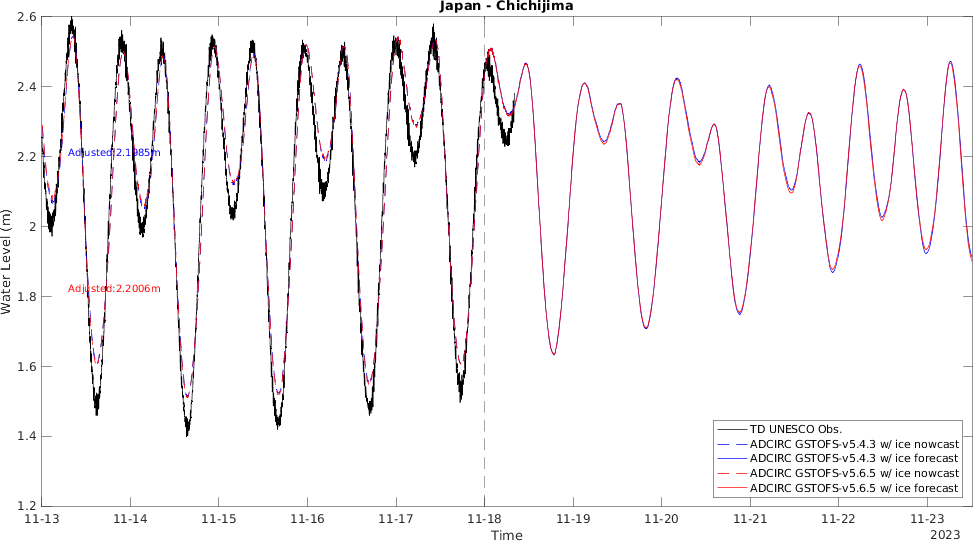 Japan - Chichijima
2.6
2.4
2.2
2
1.8
1.6
1.4
1.2
Water Level (m)
Adjusted:2.1985m
Adjusted:2.2006m
TD UNESCO Obs.
ADCIRC GSTOFS-v5.4.3 w/ ice nowcast
ADCIRC GSTOFS-v5.4.3 w/ ice forecast
ADCIRC GSTOFS-v5.6.5 w/ ice nowcast
ADCIRC GSTOFS-v5.6.5 w/ ice forecast
11-13 11-14 11-15 11-16 11-17 11-18 11-19 11-20 11-21 11-22 11-23
Time
2023